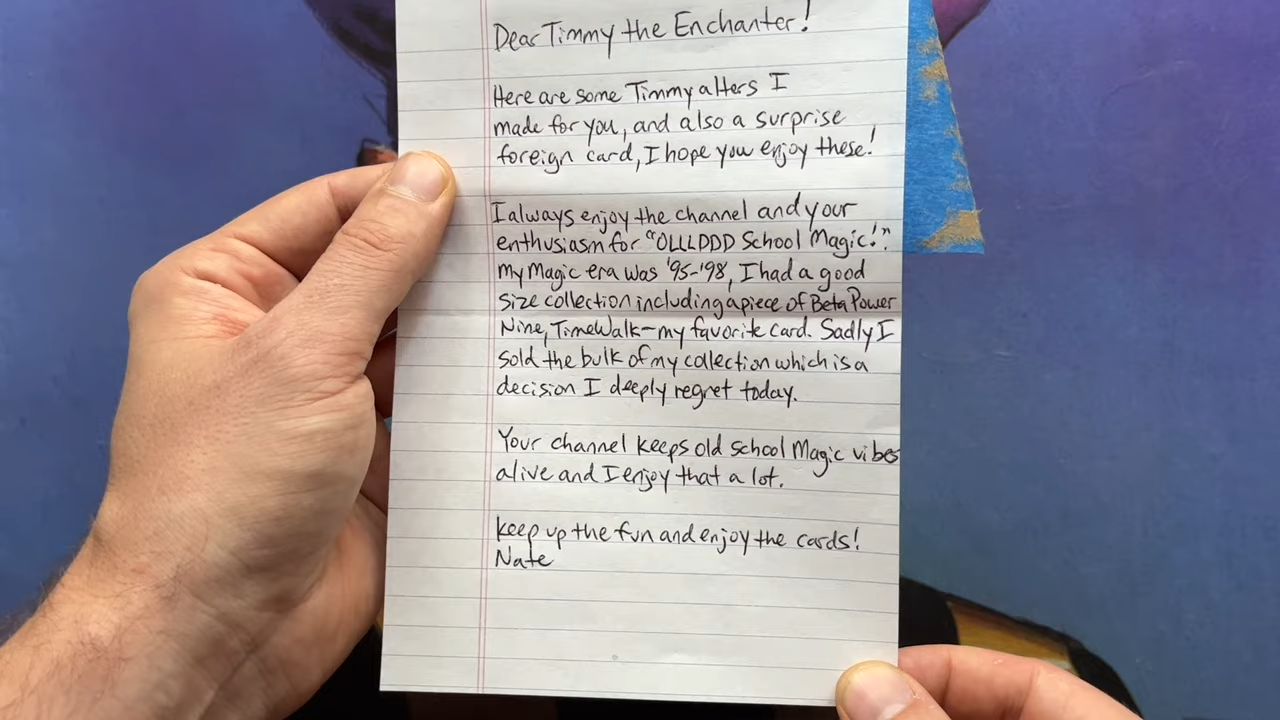 Dear Timmy the Enchanter!
Here are some Timmy alters I
made for you, and also a surprise
foreign card, I hope you enjoy these!
I always enjoy the channel and your
enthusiasm for "OLLLDDD School Magic!".
My Magic era was '95-'98, I had a good
size collection including a piece of Beta Power
Nine, Time Walk-my favorite card. Sadly I
sold the bulk of my collection which is a
decision I deeply regret today.
Your channel keeps old school Magic vibes
alive and I enjoy that a lot.
Keep up the fun and enjoy the cards!
Nate